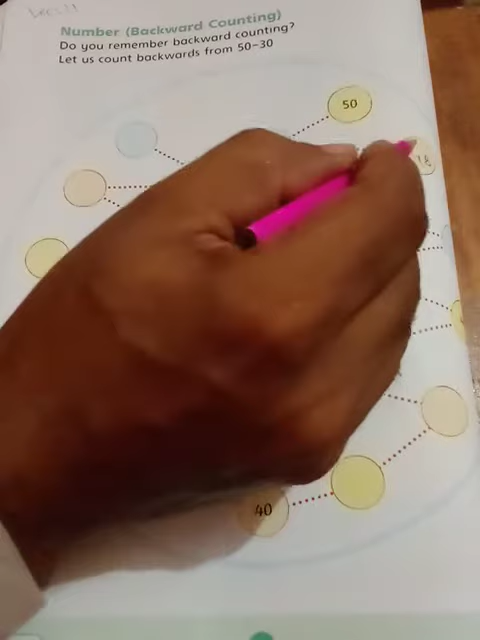 Number (Backward Counting)
Do you remember backward counting?
Let us count backwards from 50-30
50
40